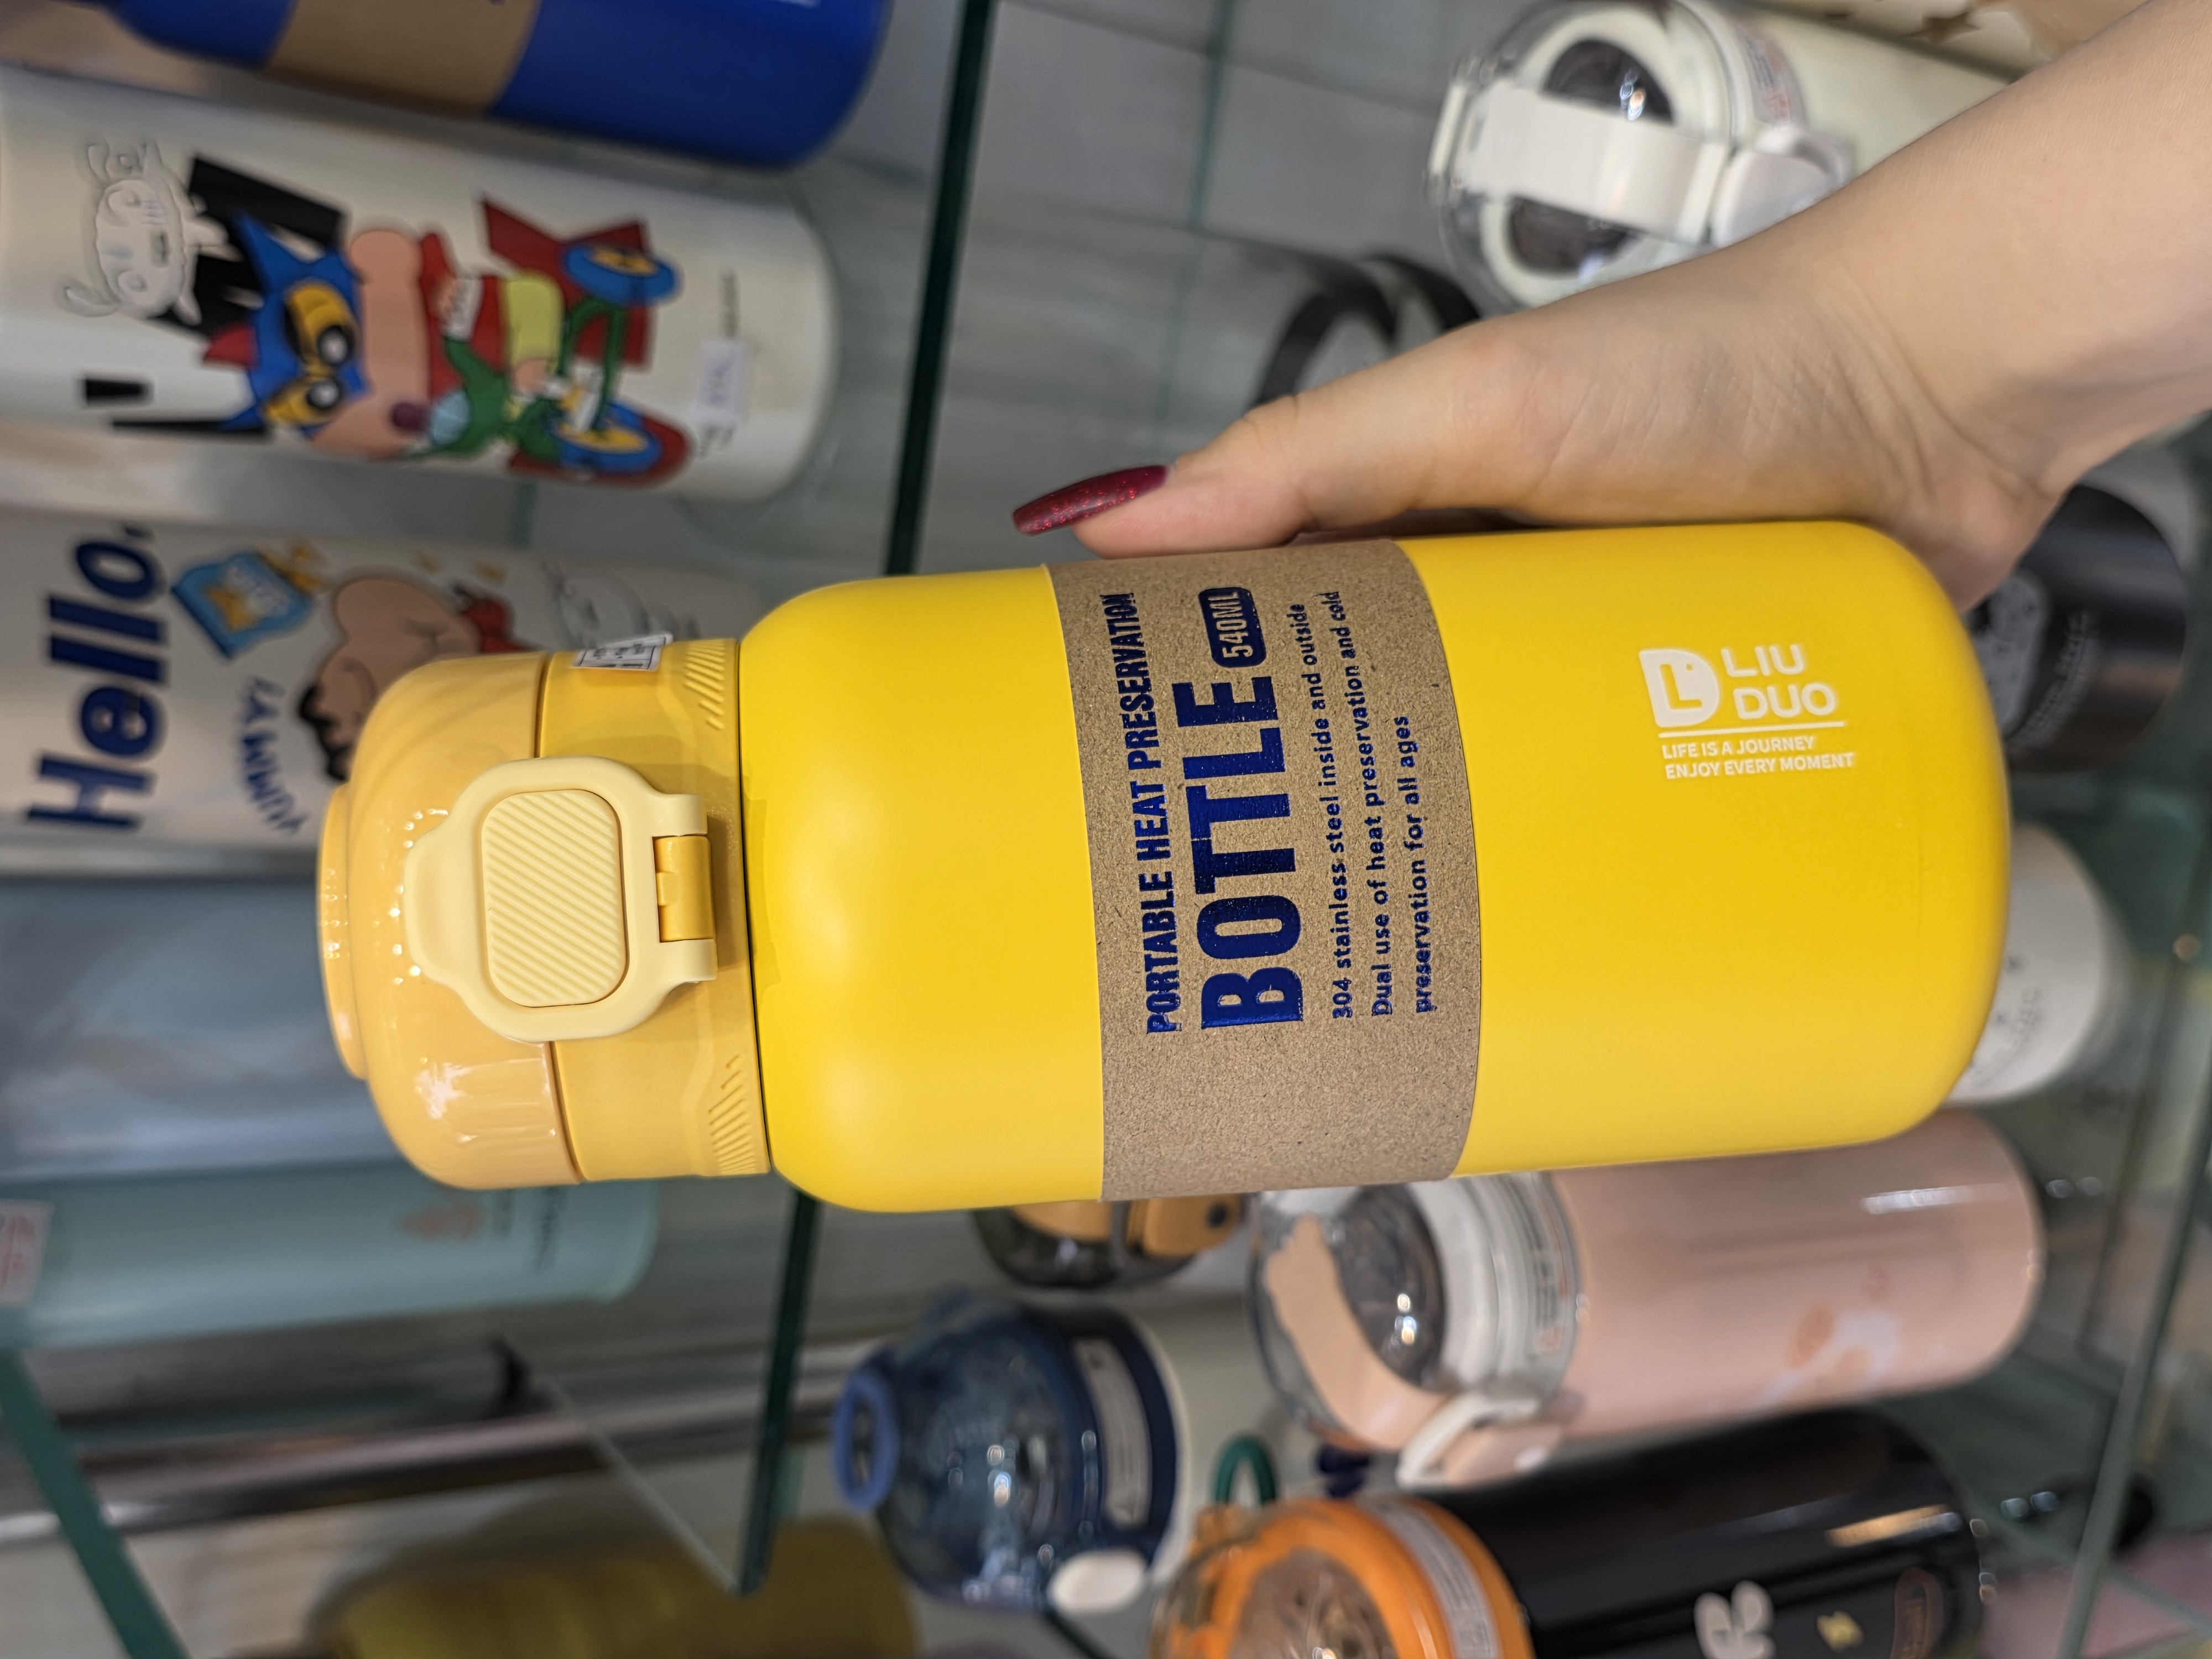 PORTABLE HEAT PRESERVATION
BOTTLE 540ML
304 stainless steel inside and outside
Dual use of heat preservation and cold
preservation for all ages
LIU
DUO
LIFE IS A JOURNEY
ENJOY EVERY MOMENT
Hello.
YUMMY!